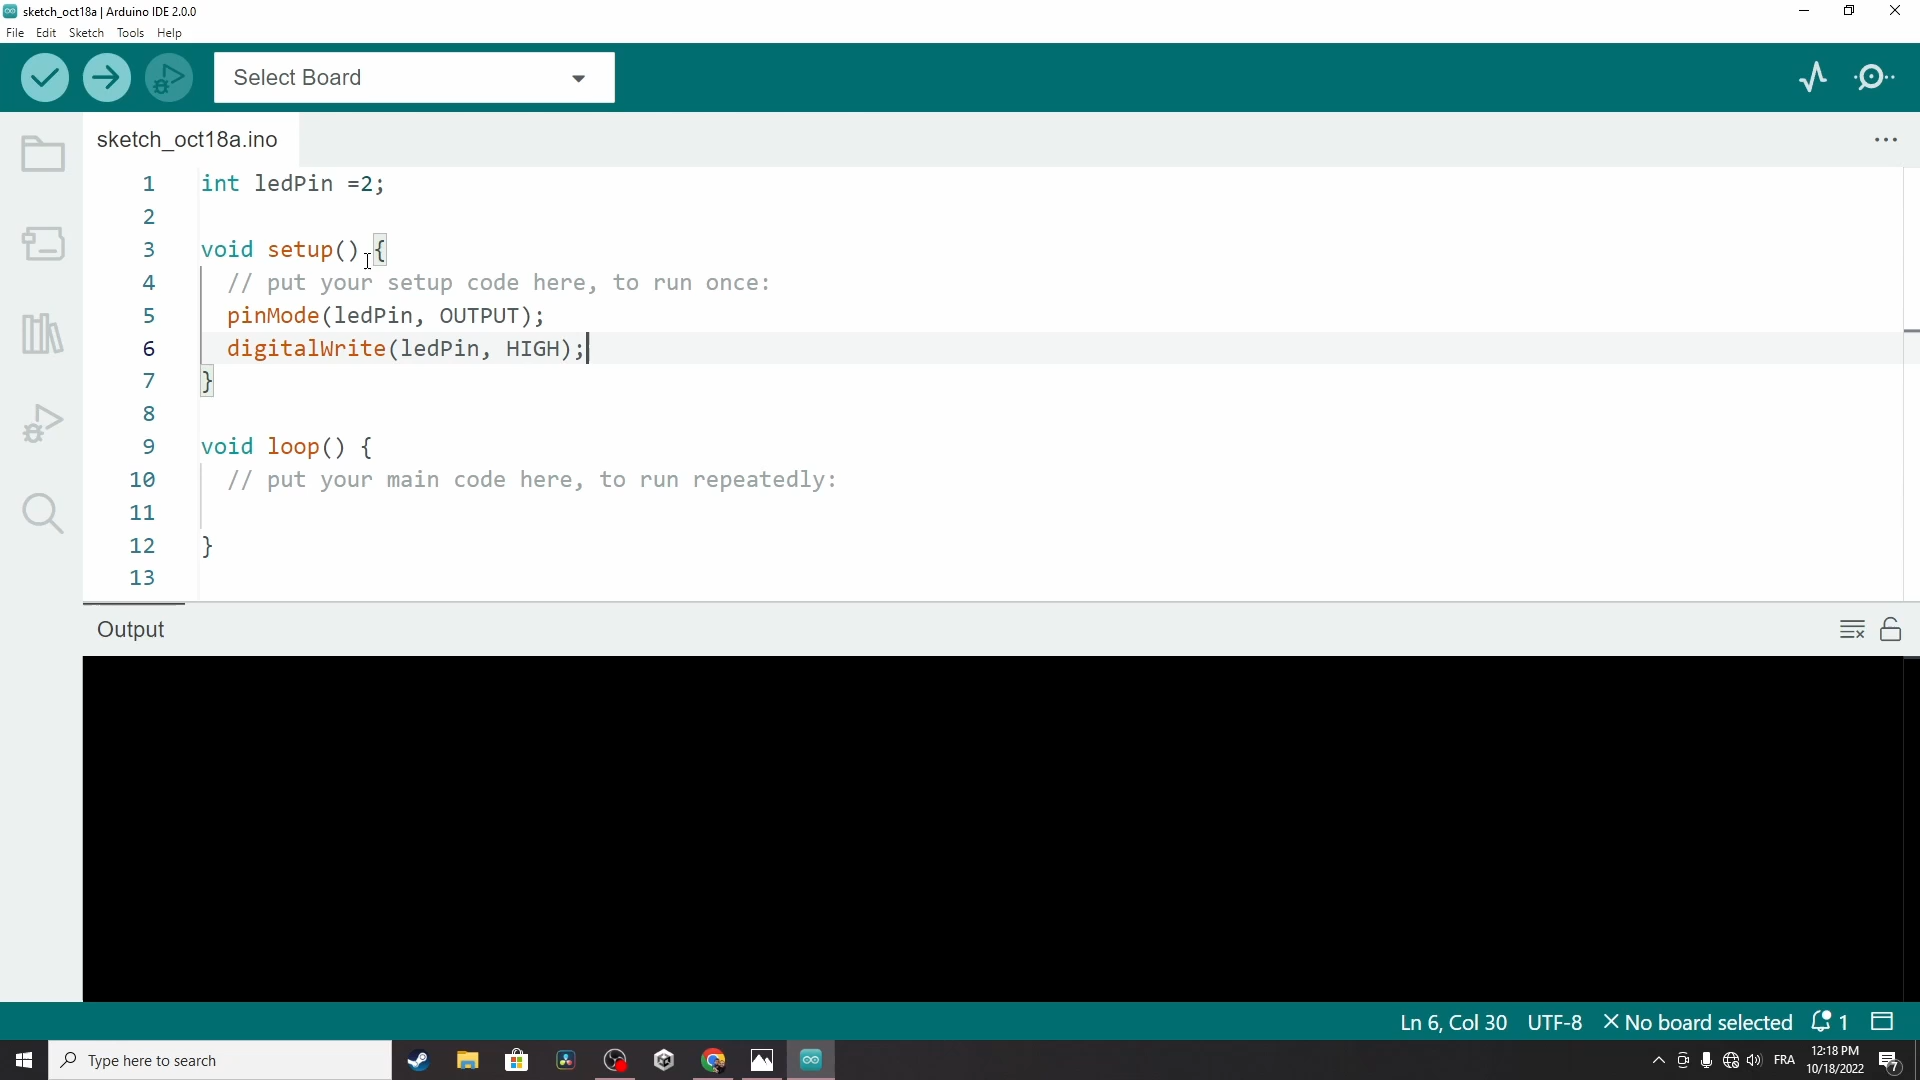 sketch_oct18a | Arduino IDE 2.0.0
File Edit Sketch Tools Help
Select Board
sketch_oct18a.ino
1 int ledPin =2;
2
3 void setup() {
4 // put your setup code here, to run once:
5 pinMode(ledPin, OUTPUT);
6 digitalWrite(ledPin, HIGH);
7 }
8
9 void loop() {
10 // put your main code here, to run repeatedly:
11
12 }
13
Output
Ln 6, Col 30 UTF-8 No board selected 1
Type here to search
FRA
12:18 PM
10/18/2022
7